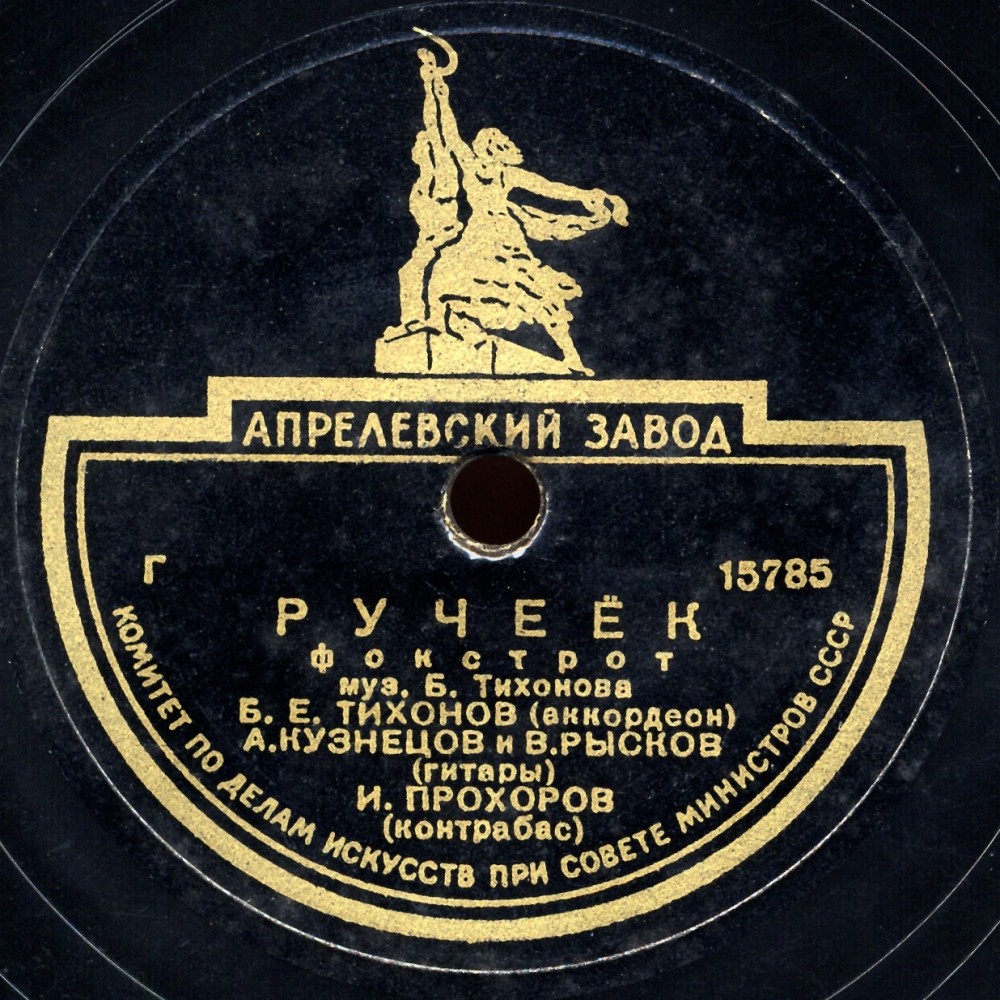 АПРЕЛЕВСКИЙ ЗАВОД
Г 15785
РУЧЕЁК
фокстрот
муз. Б. Тихонова
Б. Е. ТИХОНОВ (аккордеон)
А. КУЗНЕЦОВ и В. РЫСКОВ
(гитары)
И. ПРОХОРОВ
(контрабас)
КОМИТЕТ ПО ДЕЛАМ ИСКУССТВ ПРИ СОВЕТЕ МИНИСТРОВ СССР